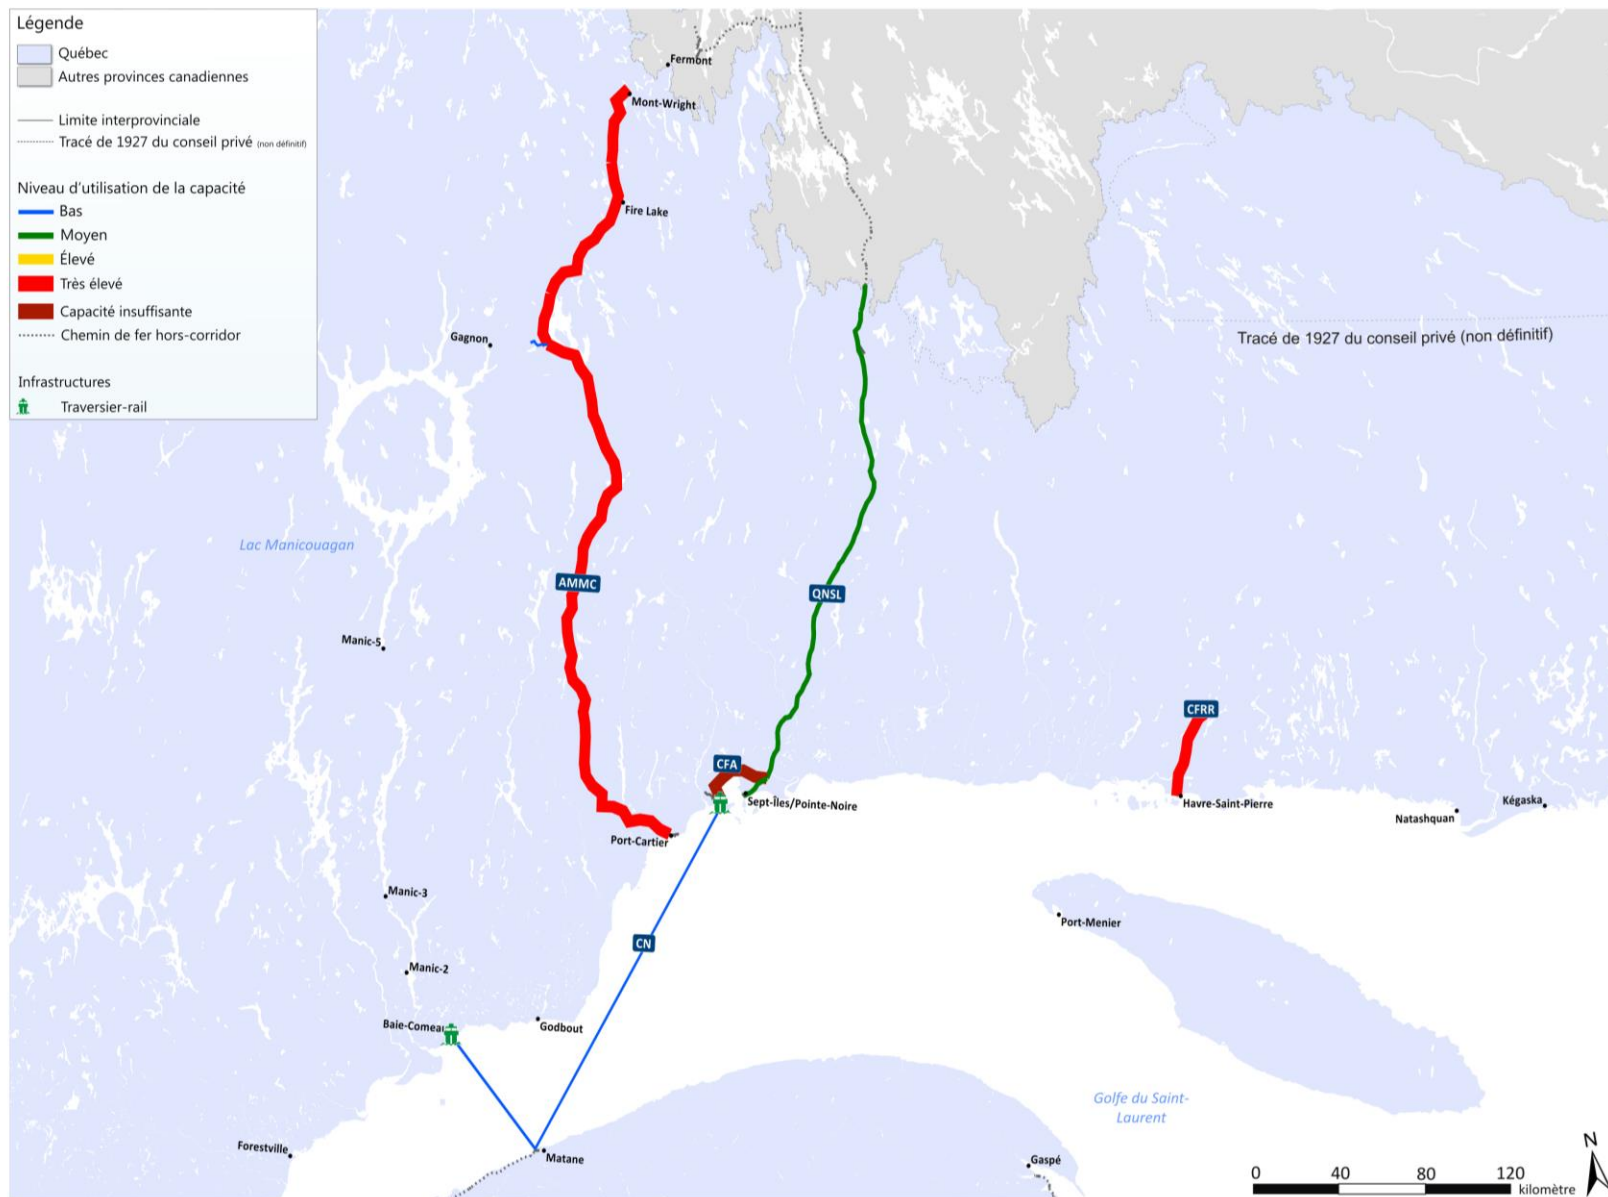 Légende
Québec
Autres provinces canadiennes
Limite interprovinciale
Tracé de 1927 du conseil privé (non définitif)
Niveau d'utilisation de la capacité
Bas
Moyen
Élevé
Très élevé
Capacité insuffisante
Chemin de fer hors-corridor
Infrastructures
Traversier-rail
Fermont
Mont-Wright
Fire Lake
Gagnon
Tracé de 1927 du conseil privé (non définitif)
Lac Manicouagan
AMMC
QNSL
Manic-5
CFRR
CFA
Sept-Îles/Pointe-Noire
Havre-Saint-Pierre
Kégaska
Natashquan
Port-Cartier
Manic-3
Port-Menier
CN
Manic-2
Baie-Comeau
Godbout
Golfe du Saint-
Laurent
Forestville
Matane
Gaspé
N
0 40 80 120
kilomètre